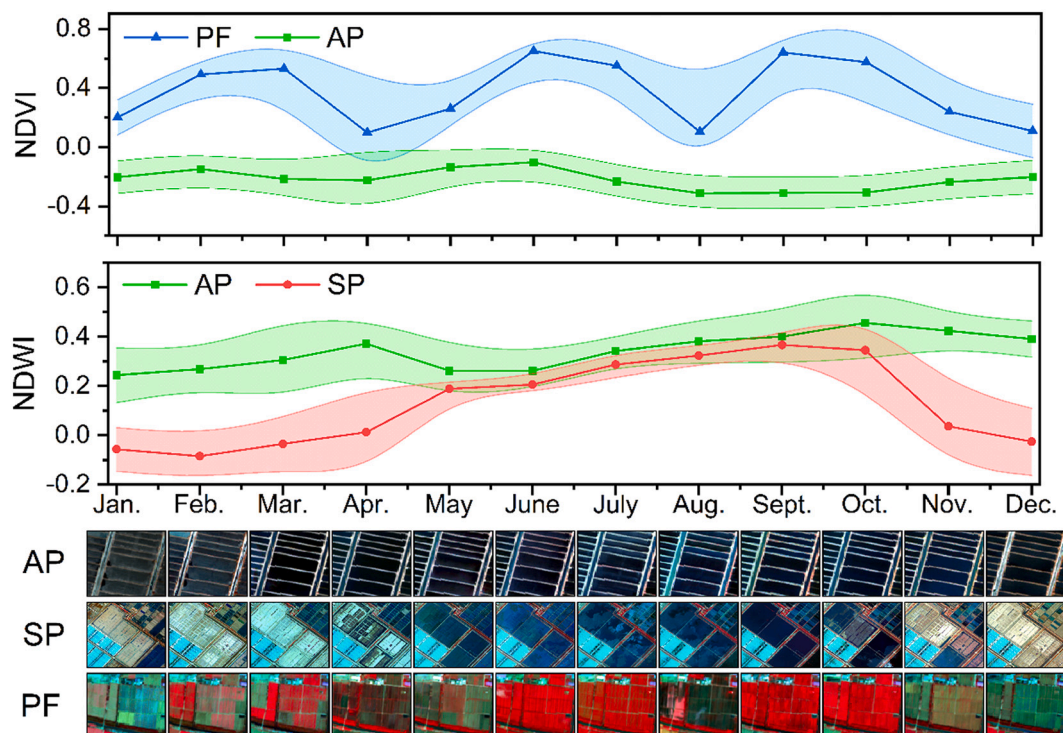 0.8
PF
AP
0.4
NDVI
0.0
-0.4
0.6
AP
SP
0.4
NDWI
0.2
0.0
-0.2
Jan. Feb. Mar. Apr. May June July Aug. Sept. Oct. Nov. Dec.
AP
SP
PF